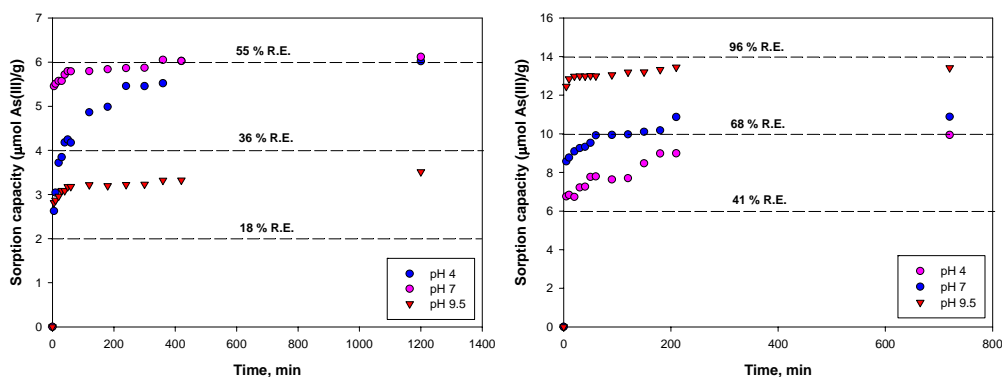 Sorption capacity (µmol As(III)/g)
7
6
5
4
3
2
1
0
55 % R.E.
36 % R.E.
18 % R.E.
pH 4
pH 7
pH 9.5
0 200 400 600 800 1000 1200 1400
Time, min
Sorption capacity (µmol As(III)/g)
16
14
12
10
8
6
4
2
0
96 % R.E.
68 % R.E.
41 % R.E.
pH 4
pH 7
pH 9.5
0 200 400 600 800
Time, min